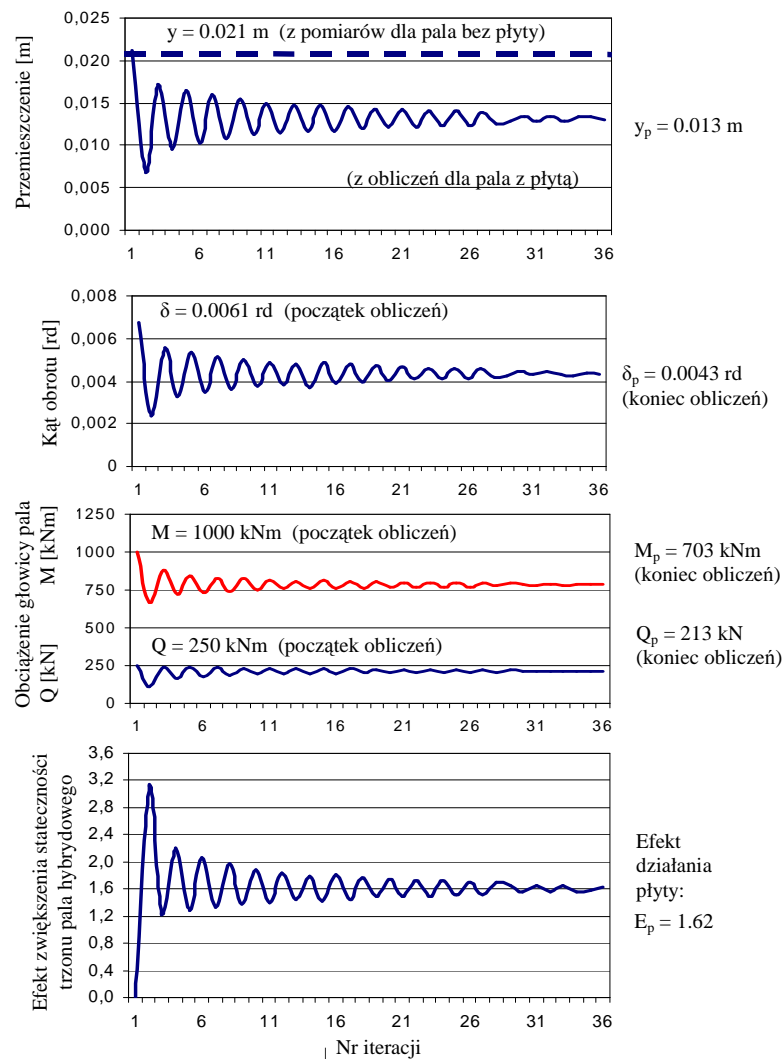 0,025
0,020
0,015
0,010
0,005
0,000
Przemieszczenie [m]
y = 0.021 m (z pomiarów dla pala bez płyty)
(z obliczeń dla pala z płytą)
1 6 11 16 21 26 31 36
y_p = 0.013 m
0,008
0,006
0,004
0,002
0
Kąt obrotu [rd]
δ = 0.0061 rd (początek obliczeń)
1 6 11 16 21 26 31 36
δ_p = 0.0043 rd
(koniec obliczeń)
1250
1000
750
500
250
0
Obciążenie głowicy pala
Q [kN] M [kNm]
M = 1000 kNm (początek obliczeń)
Q = 250 kNm (początek obliczeń)
1 6 11 16 21 26 31 36
M_p = 703 kNm
(koniec obliczeń)
Q_p = 213 kN
(koniec obliczeń)
3,6
3,2
2,8
2,4
2,0
1,6
1,2
0,8
0,4
0,0
Efekt zwiększenia stateczności
trzonu pala hybrydowego
1 6 11 16 21 26 31 36
Nr iteracji
Efekt
działania
płyty:
E_p = 1.62